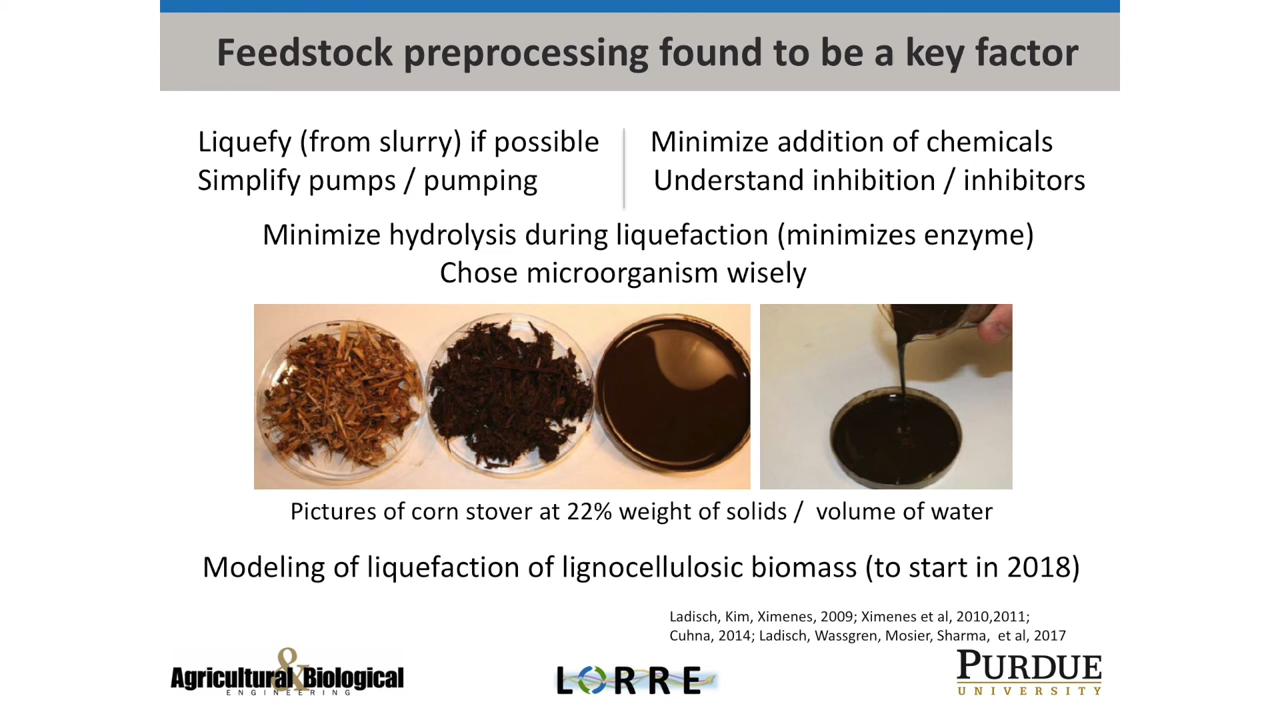 Feedstock preprocessing found to be a key factor
Liquefy (from slurry) if possible
Simplify pumps / pumping
Minimize addition of chemicals
Understand inhibition / inhibitors
Minimize hydrolysis during liquefaction (minimizes enzyme)
Chose microorganism wisely
Pictures of corn stover at 22% weight of solids / volume of water
Modeling of liquefaction of lignocellulosic biomass (to start in 2018)
Ladisch, Kim, Ximenes, 2009; Ximenes et al, 2010,2011;
Cuhna, 2014; Ladisch, Wassgren, Mosier, Sharma, et al, 2017
Agricultural & Biological
ENGINEERING
LORRE
PURDUE
UNIVERSITY